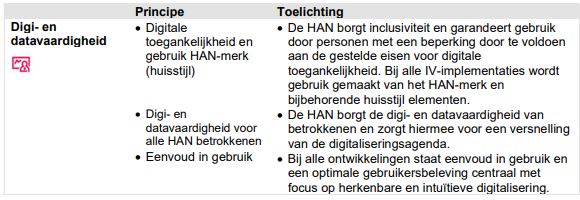 Principe
Toelichting
Digi- en
datavaardigheid
• Digitale
toegankelijkheid en
gebruik HAN-merk
(huisstijl)
• De HAN borgt inclusiviteit en garandeert gebruik
door personen met een beperking door te voldoen
aan de gestelde eisen voor digitale
toegankelijkheid. Bij alle IV-implementaties wordt
gebruik gemaakt van het HAN-merk en
bijbehorende huisstijl elementen.
• Digi- en
datavaardigheid voor
alle HAN betrokkenen
• De HAN borgt de digi- en datavaardigheid van
betrokkenen en zorgt hiermee voor een versnelling
van de digitaliseringsagenda.
• Eenvoud in gebruik
• Bij alle ontwikkelingen staat eenvoud in gebruik en
een optimale gebruikersbeleving centraal met
focus op herkenbare en intuïtieve digitalisering.